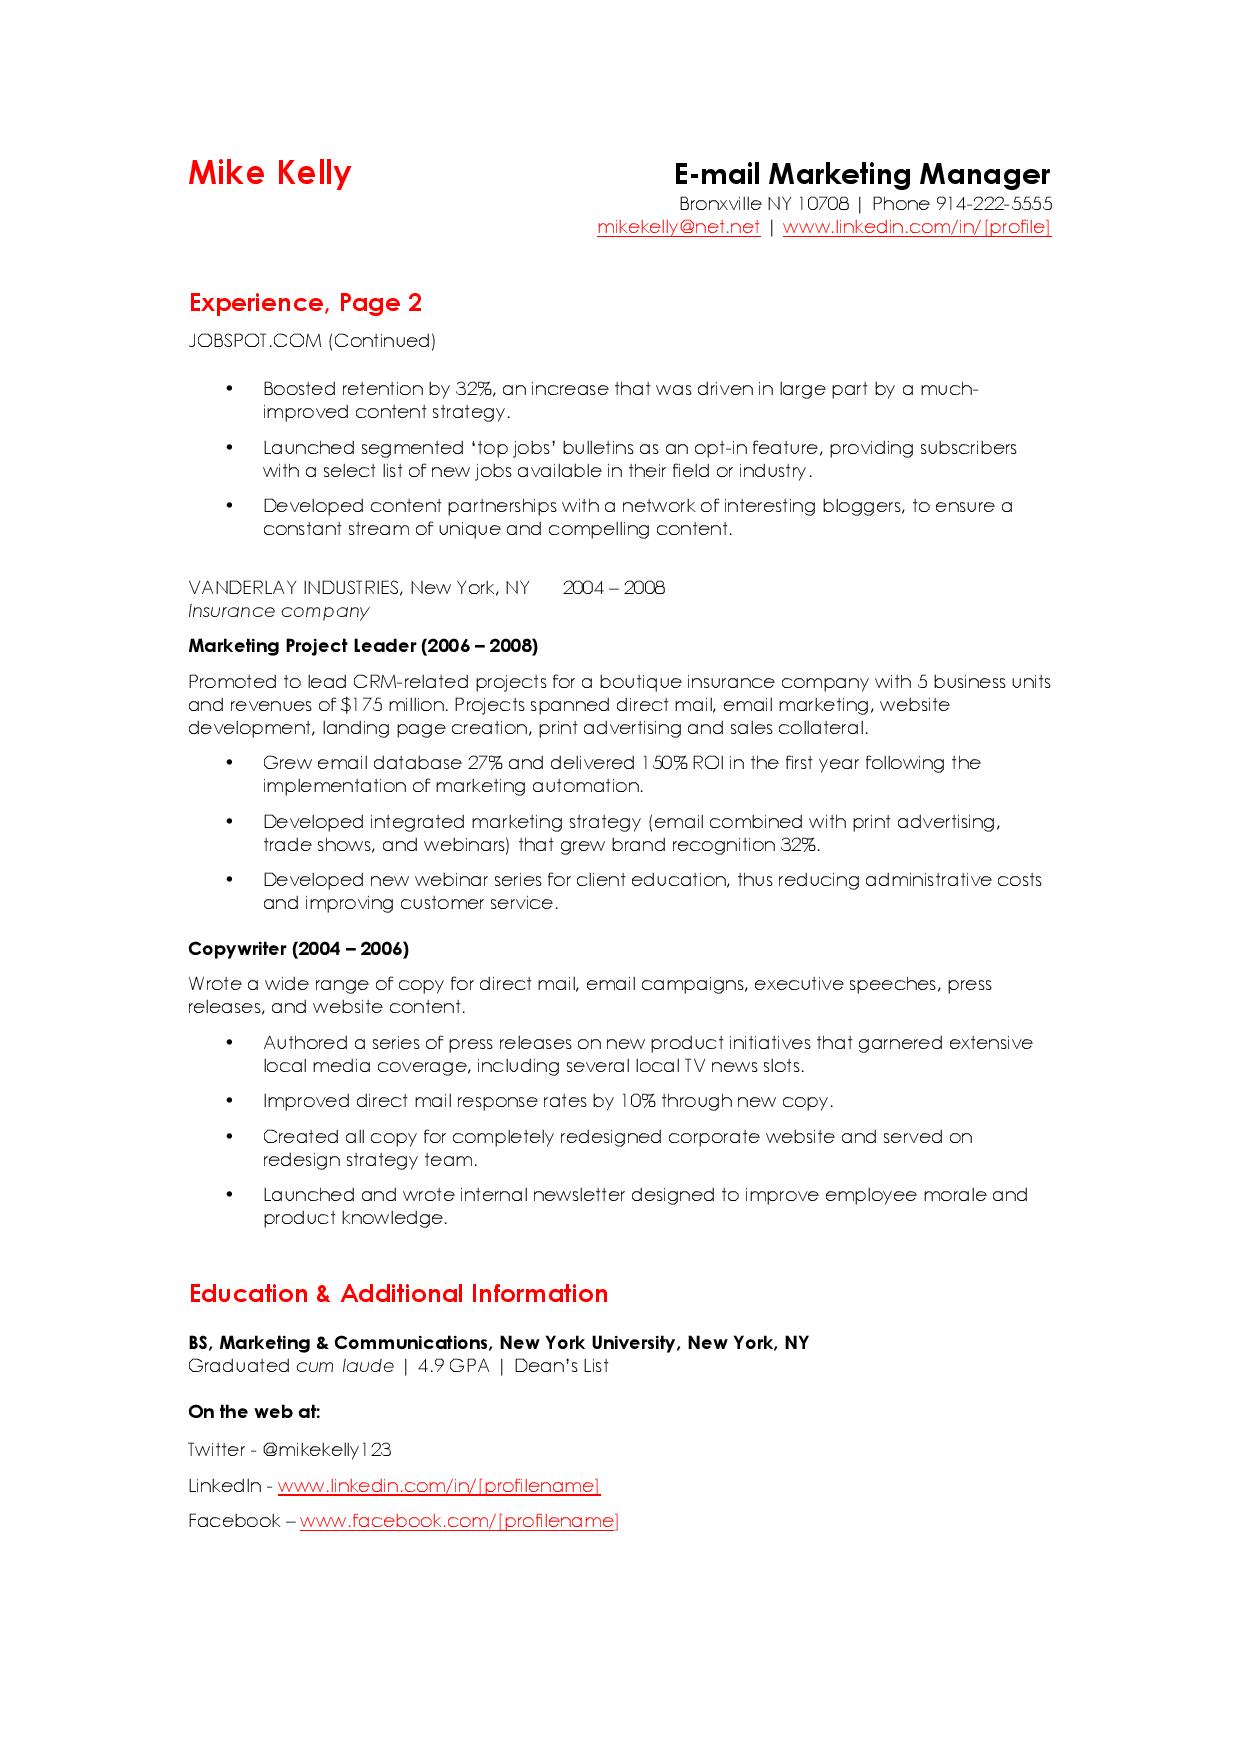 Mike Kelly
E-mail Marketing Manager
Bronxville NY 10708 | Phone 914-222-5555
mikekelly@net.net | www.linkedin.com/in/[profile]
Experience, Page 2
JOBSPOT.COM (Continued)
• Boosted retention by 32%, an increase that was driven in large part by a much-
improved content strategy.
• Launched segmented ‘top jobs’ bulletins as an opt-in feature, providing subscribers
with a select list of new jobs available in their field or industry.
• Developed content partnerships with a network of interesting bloggers, to ensure a
constant stream of unique and compelling content.
VANDERLAY INDUSTRIES, New York, NY 2004 – 2008
Insurance company
Marketing Project Leader (2006 – 2008)
Promoted to lead CRM-related projects for a boutique insurance company with 5 business units
and revenues of $175 million. Projects spanned direct mail, email marketing, website
development, landing page creation, print advertising and sales collateral.
• Grew email database 27% and delivered 150% ROI in the first year following the
implementation of marketing automation.
• Developed integrated marketing strategy (email combined with print advertising,
trade shows, and webinars) that grew brand recognition 32%.
• Developed new webinar series for client education, thus reducing administrative costs
and improving customer service.
Copywriter (2004 – 2006)
Wrote a wide range of copy for direct mail, email campaigns, executive speeches, press
releases, and website content.
• Authored a series of press releases on new product initiatives that garnered extensive
local media coverage, including several local TV news slots.
• Improved direct mail response rates by 10% through new copy.
• Created all copy for completely redesigned corporate website and served on
redesign strategy team.
• Launched and wrote internal newsletter designed to improve employee morale and
product knowledge.
Education & Additional Information
BS, Marketing & Communications, New York University, New York, NY
Graduated cum laude | 4.9 GPA | Dean’s List
On the web at:
Twitter - @mikekelly123
LinkedIn - www.linkedin.com/in/[profilename]
Facebook – www.facebook.com/[profilename]